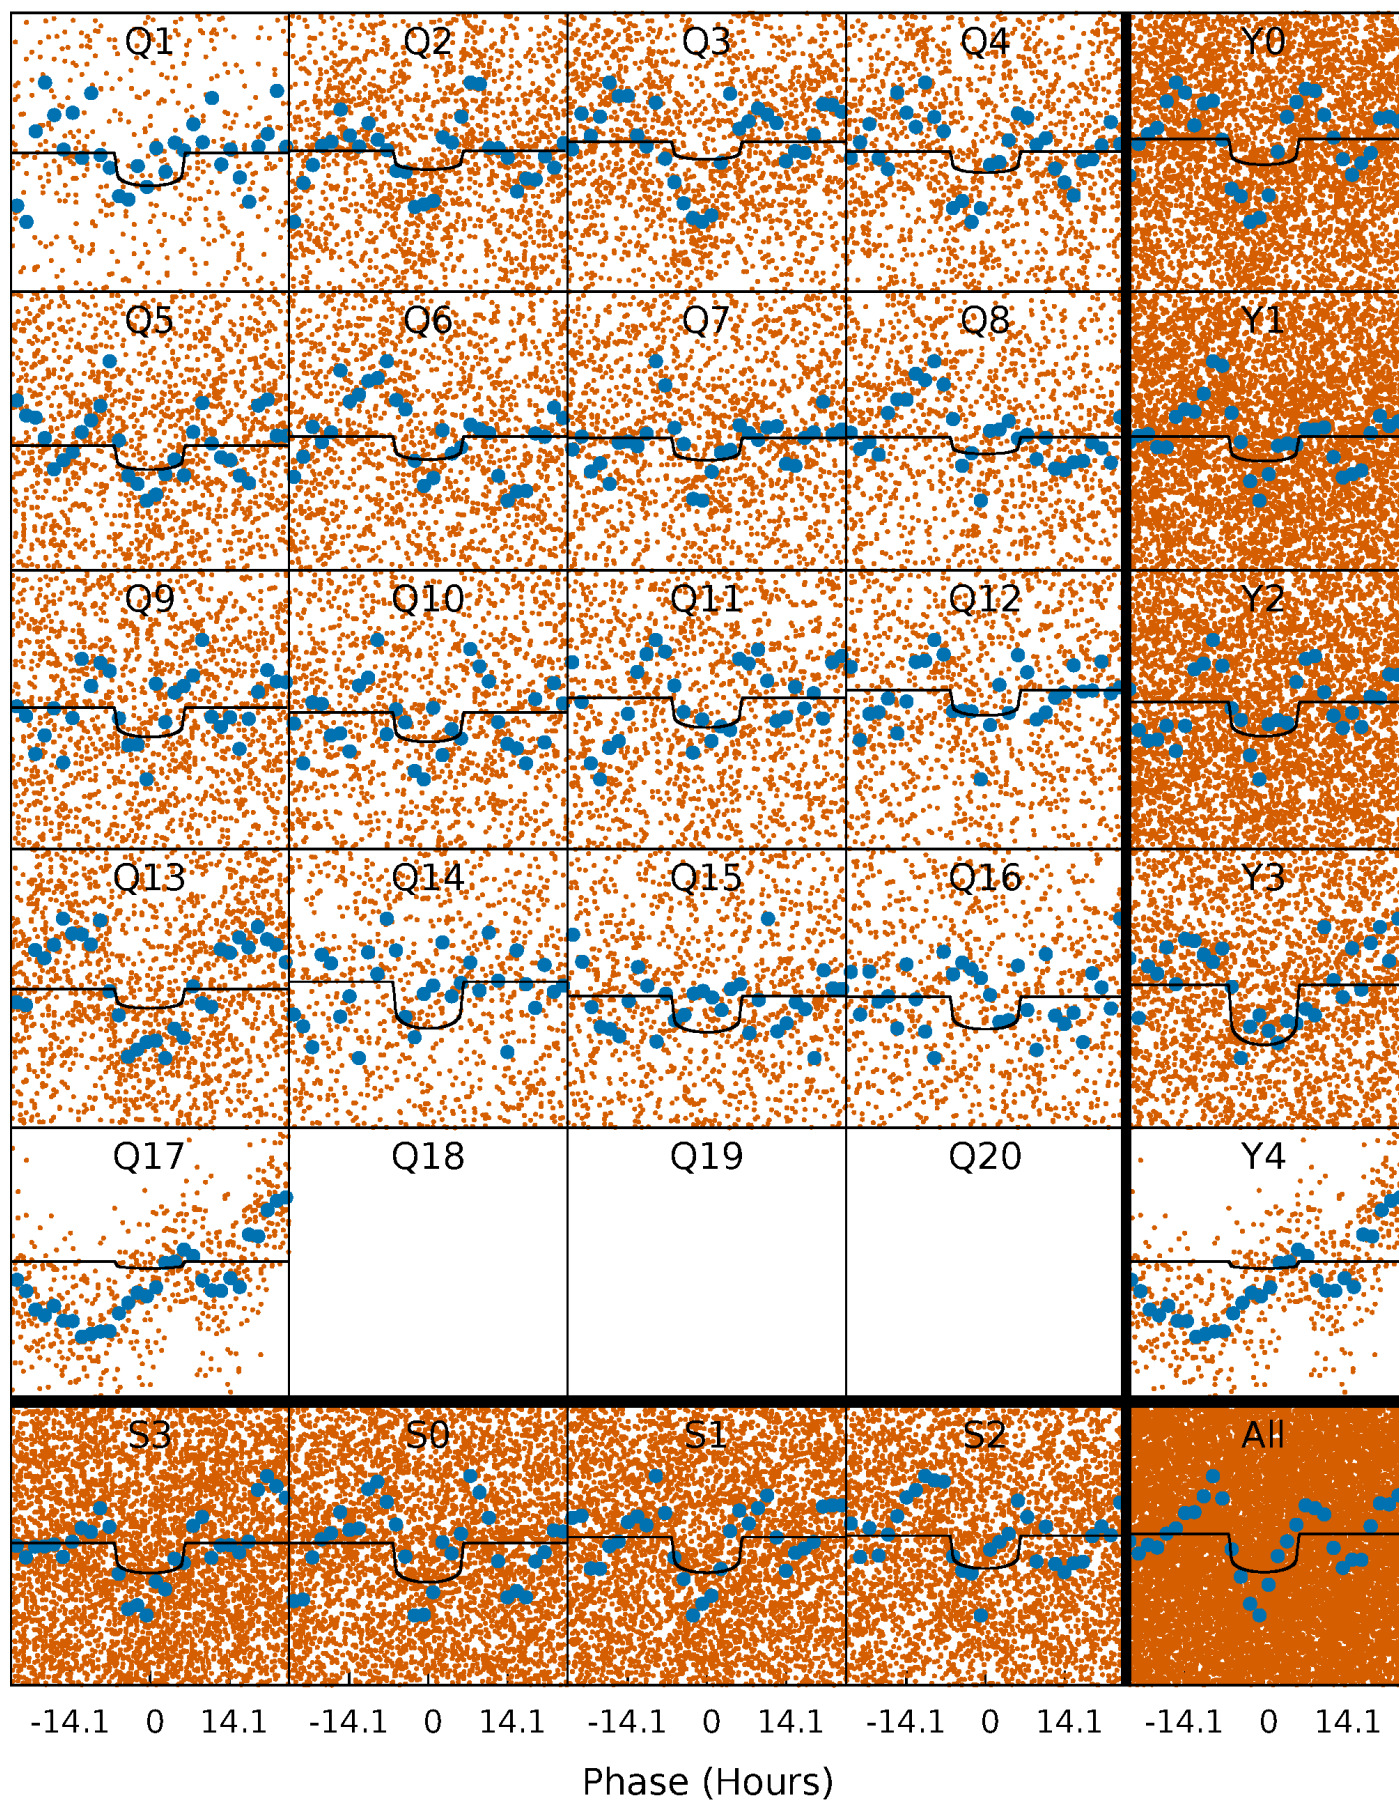 Q1 Q2 Q3 Q4 Y0
Q5 Q6 Q7 Q8 Y1
Q9 Q10 Q11 Q12 Y2
Q13 Q14 Q15 Q16 Y3
Q17 Q18 Q19 Q20 Y4
S3 S0 S1 S2 All
-14.1 0 14.1 -14.1 0 14.1 -14.1 0 14.1 -14.1 0 14.1 -14.1 0 14.1
Phase (Hours)